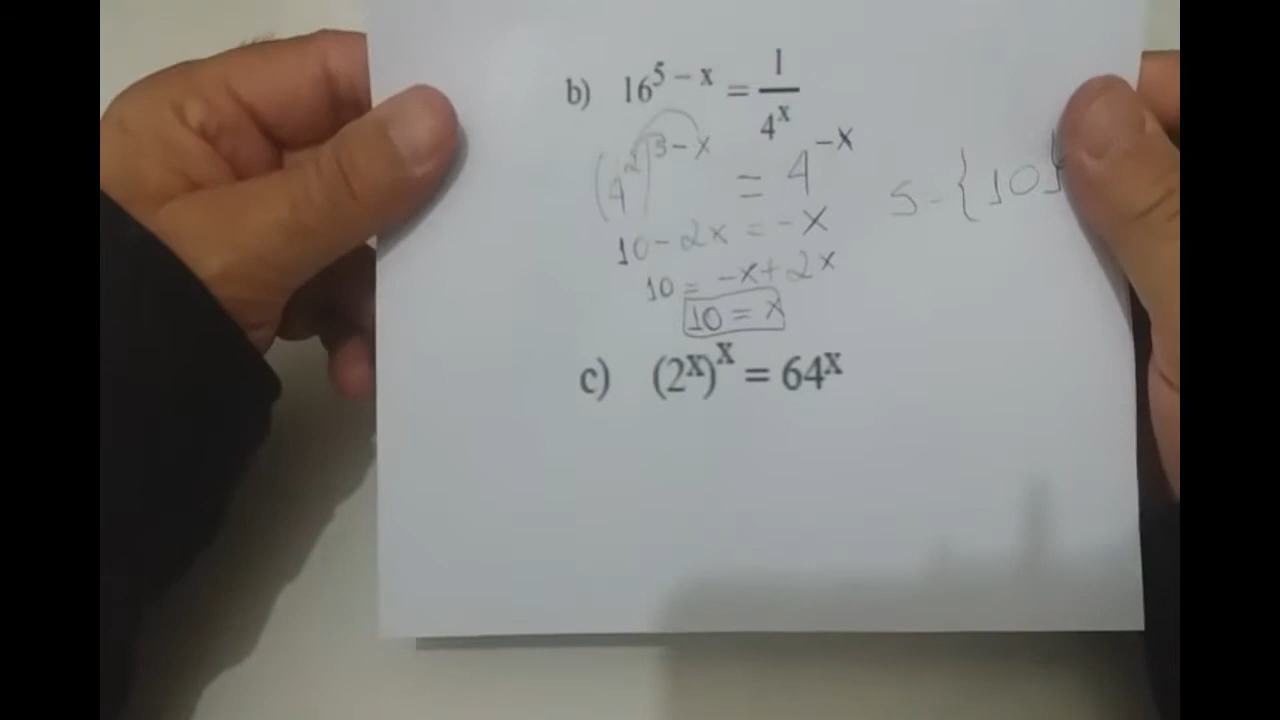 b) 16^5 – x = 1/4^x
(4^2)^5 – x = 4^–x
S = {10}
10 – 2x = –x
10 = –x + 2x
10 = x
c) (2^x)^x = 64^x